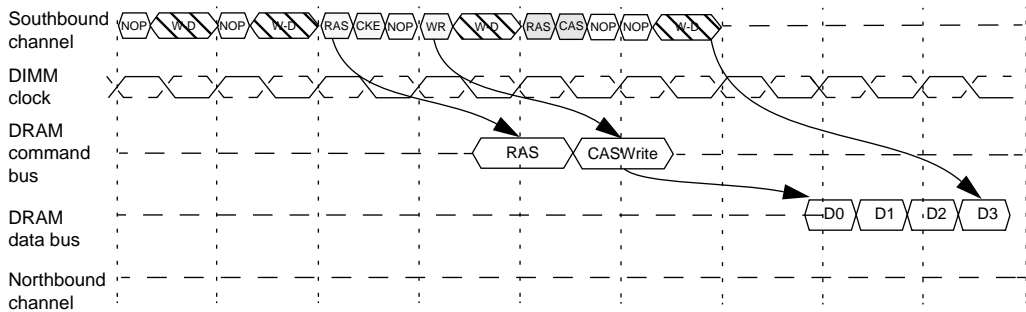 Southbound
channel
NOP W-D NOP W-D RAS CKE NOP WR W-D RAS CAS NOP NOP W-D
DIMM
clock
DRAM
command
bus
RAS CASWrite
DRAM
data bus
D0 D1 D2 D3
Northbound
channel